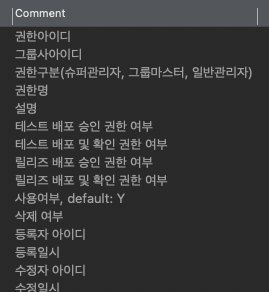 Comment
권한아이디
그룹사아이디
권한구분(슈퍼관리자, 그룹마스터, 일반관리자)
권한명
설명
테스트 배포 승인 권한 여부
테스트 배포 및 확인 권한 여부
릴리즈 배포 승인 권한 여부
릴리즈 배포 및 확인 권한 여부
사용여부, default: Y
삭제 여부
등록자 아이디
등록일시
수정자 아이디
수정일시